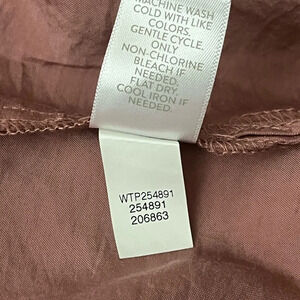 MACHINE WASH
COLD WITH LIKE
COLORS.
GENTLE CYCLE.
ONLY
NON-CHLORINE
BLEACH IF
NEEDED.
FLAT DRY.
COOL IRON IF
NEEDED.
WTP254891
254891
206863